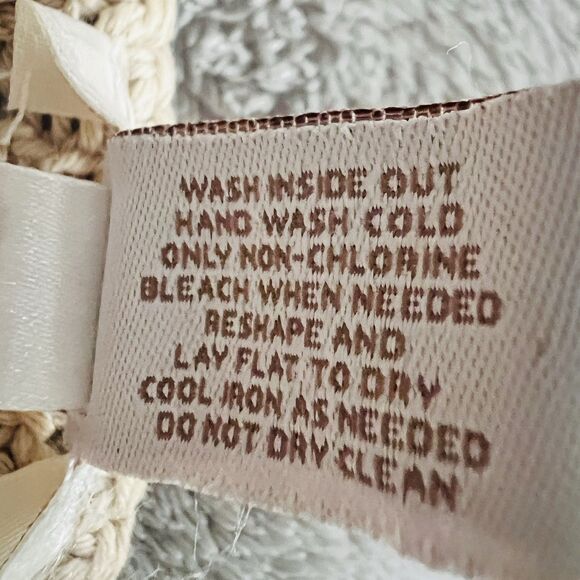 WASH INSIDE OUT
HAND WASH COLD
ONLY NON-CHLORINE
BLEACH WHEN NEEDED
RESHAPE AND
LAY FLAT TO DRY
COOL IRON AS NEEDED
DO NOT DRY CLEAN